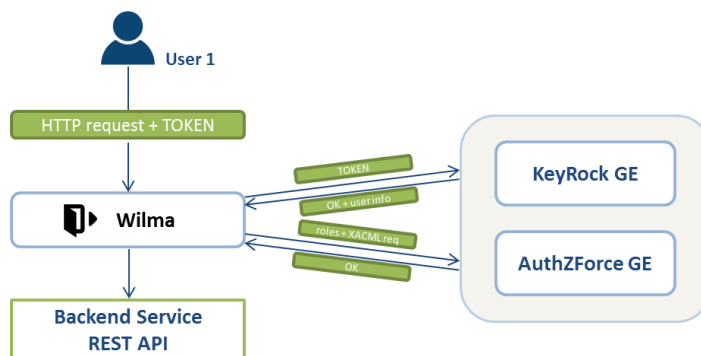 User 1
HTTP request + TOKEN
TOKEN
KeyRock GE
OK + user info
Wilma
roles + XACML req
OK
AuthZForce GE
Backend Service
REST API